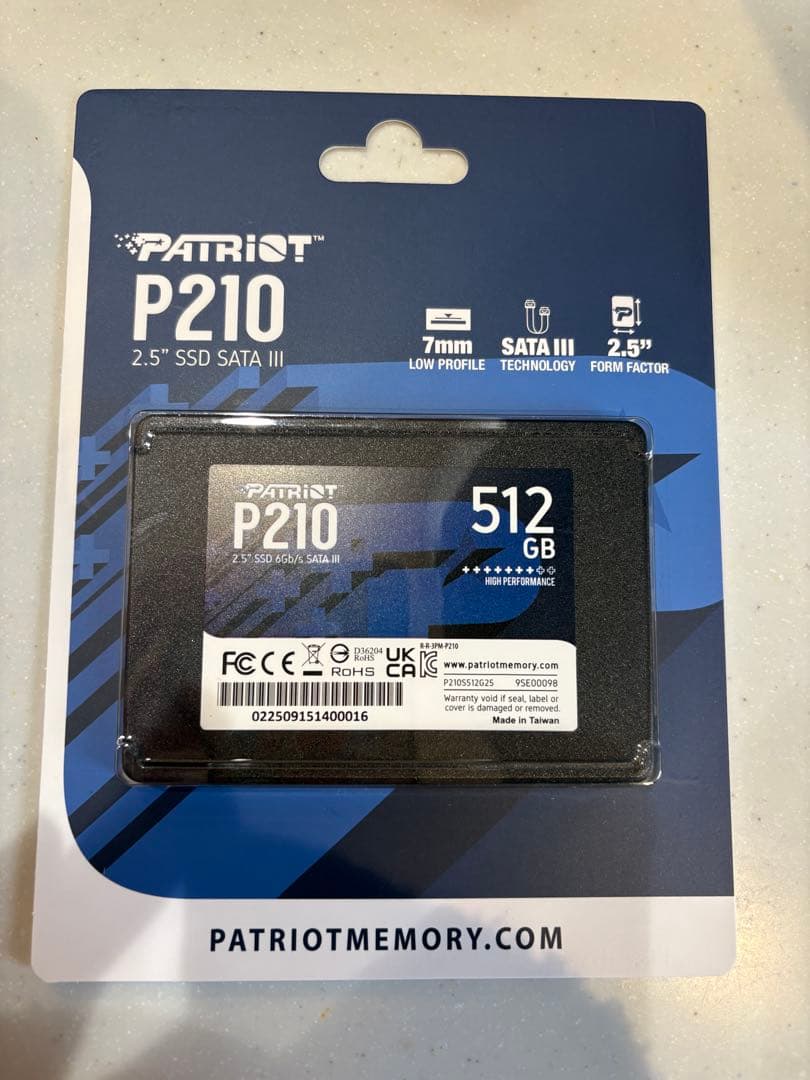 PATRIOT™
P210
2.5” SSD SATA III
7mm
LOW PROFILE
SATA III
TECHNOLOGY
2.5”
FORM FACTOR
PATRIOT
P210
2.5" SSD 6Gb/s SATA III
512
GB
HIGH PERFORMANCE
FC CE
D36204
RoHS
RoHS
UK
CA
R-R-3PM-P210
www.patriotmemory.com
P210S512G25 9SE00098
Warranty void if seal, label or
cover is damaged or removed.
Made in Taiwan
022509151400016
PATRIOTMEMORY.COM